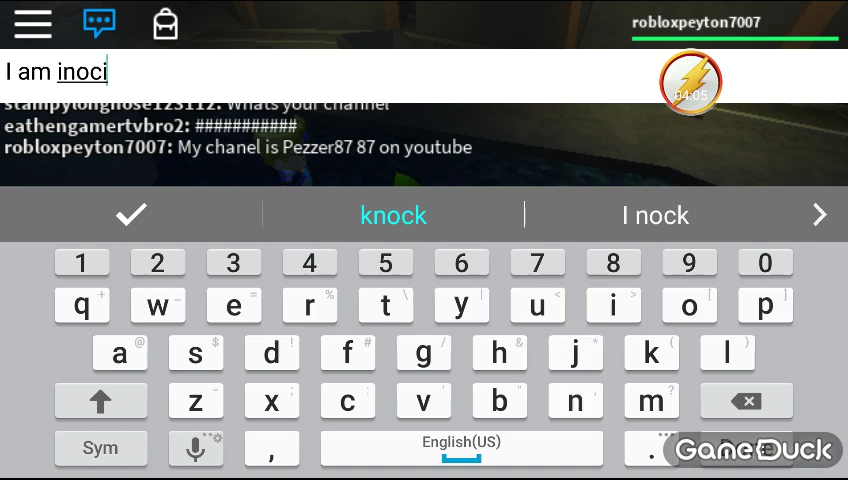 robloxpeyton7007
I am inoci
04:05
stampylongnose123112: Whats your channel
eathengamertvbro2: ###########
robloxpeyton7007: My chanel is Pezzer87 87 on youtube
knock I nock
1 2 3 4 5 6 7 8 9 0
q + w _ e = r % t \ y | u < i > o [ p ]
a @ s $ d ! f # g / h & j * k ( l )
z - x ; c : v ' b " n , m ?
Sym , English(US) .
GameDuck